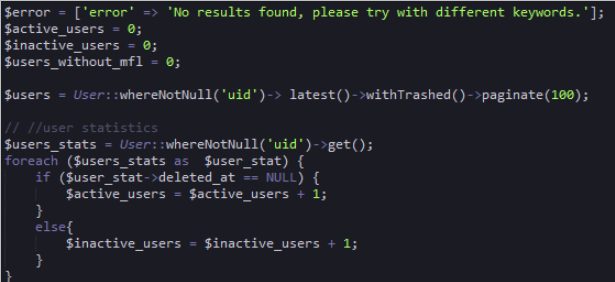 $error = ['error' => 'No results found, please try with different keywords.'];
$active_users = 0;
$inactive_users = 0;
$users_without_mfl = 0;
$users = User::whereNotNull('uid')-> latest()->withTrashed()->paginate(100);
// //user statistics
$users_stats = User::whereNotNull('uid')->get();
foreach ($users_stats as  $user_stat) {
    if ($user_stat->deleted_at == NULL) {
        $active_users = $active_users + 1;
    }
    else{
        $inactive_users = $inactive_users + 1;
    }
}